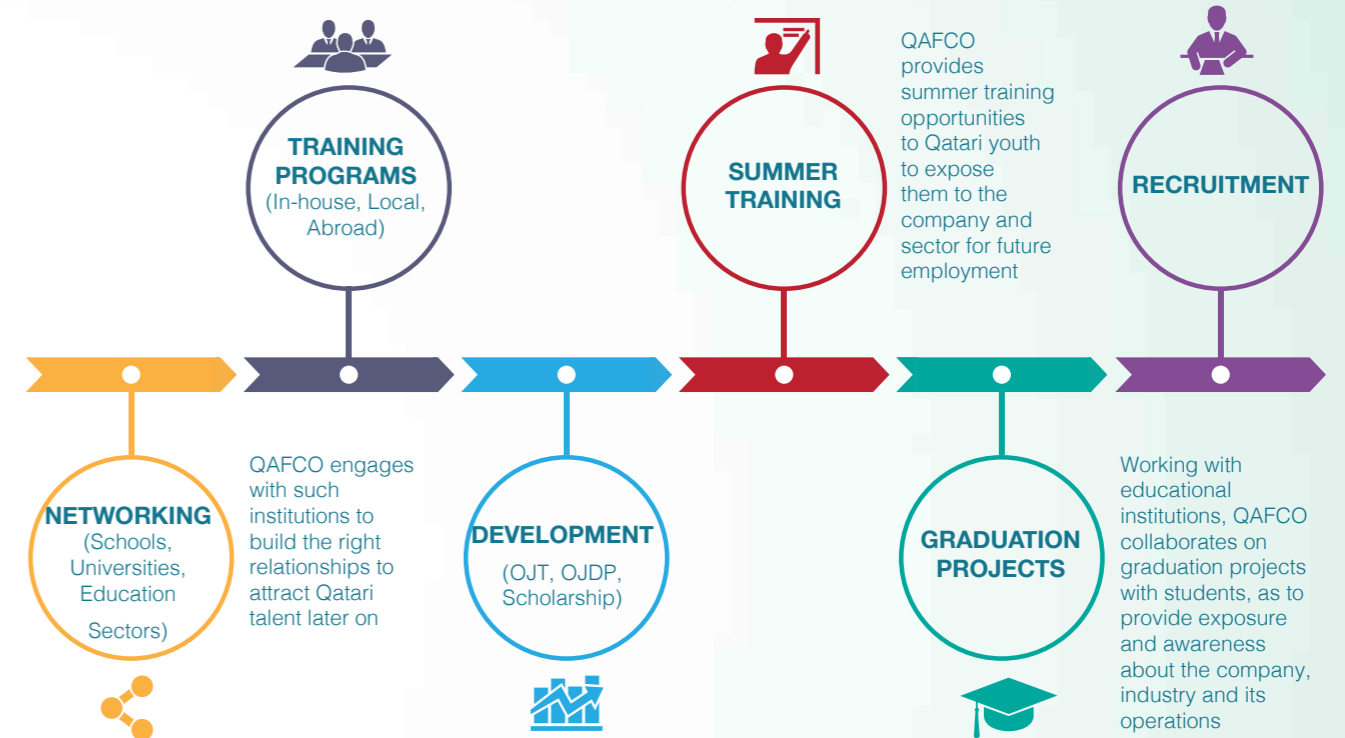 TRAINING
PROGRAMS
(In-house, Local,
Abroad)
SUMMER
TRAINING
QAFCO
provides
summer training
opportunities
to Qatari youth
to expose
them to the
company and
sector for future
employment
RECRUITMENT
NETWORKING
(Schools,
Universities,
Education
Sectors)
QAFCO engages
with such
institutions to
build the right
relationships to
attract Qatari
talent later on
DEVELOPMENT
(OJT, OJDP,
Scholarship)
GRADUATION
PROJECTS
Working with
educational
institutions, QAFCO
collaborates on
graduation projects
with students, as to
provide exposure
and awareness
about the company,
industry and its
operations